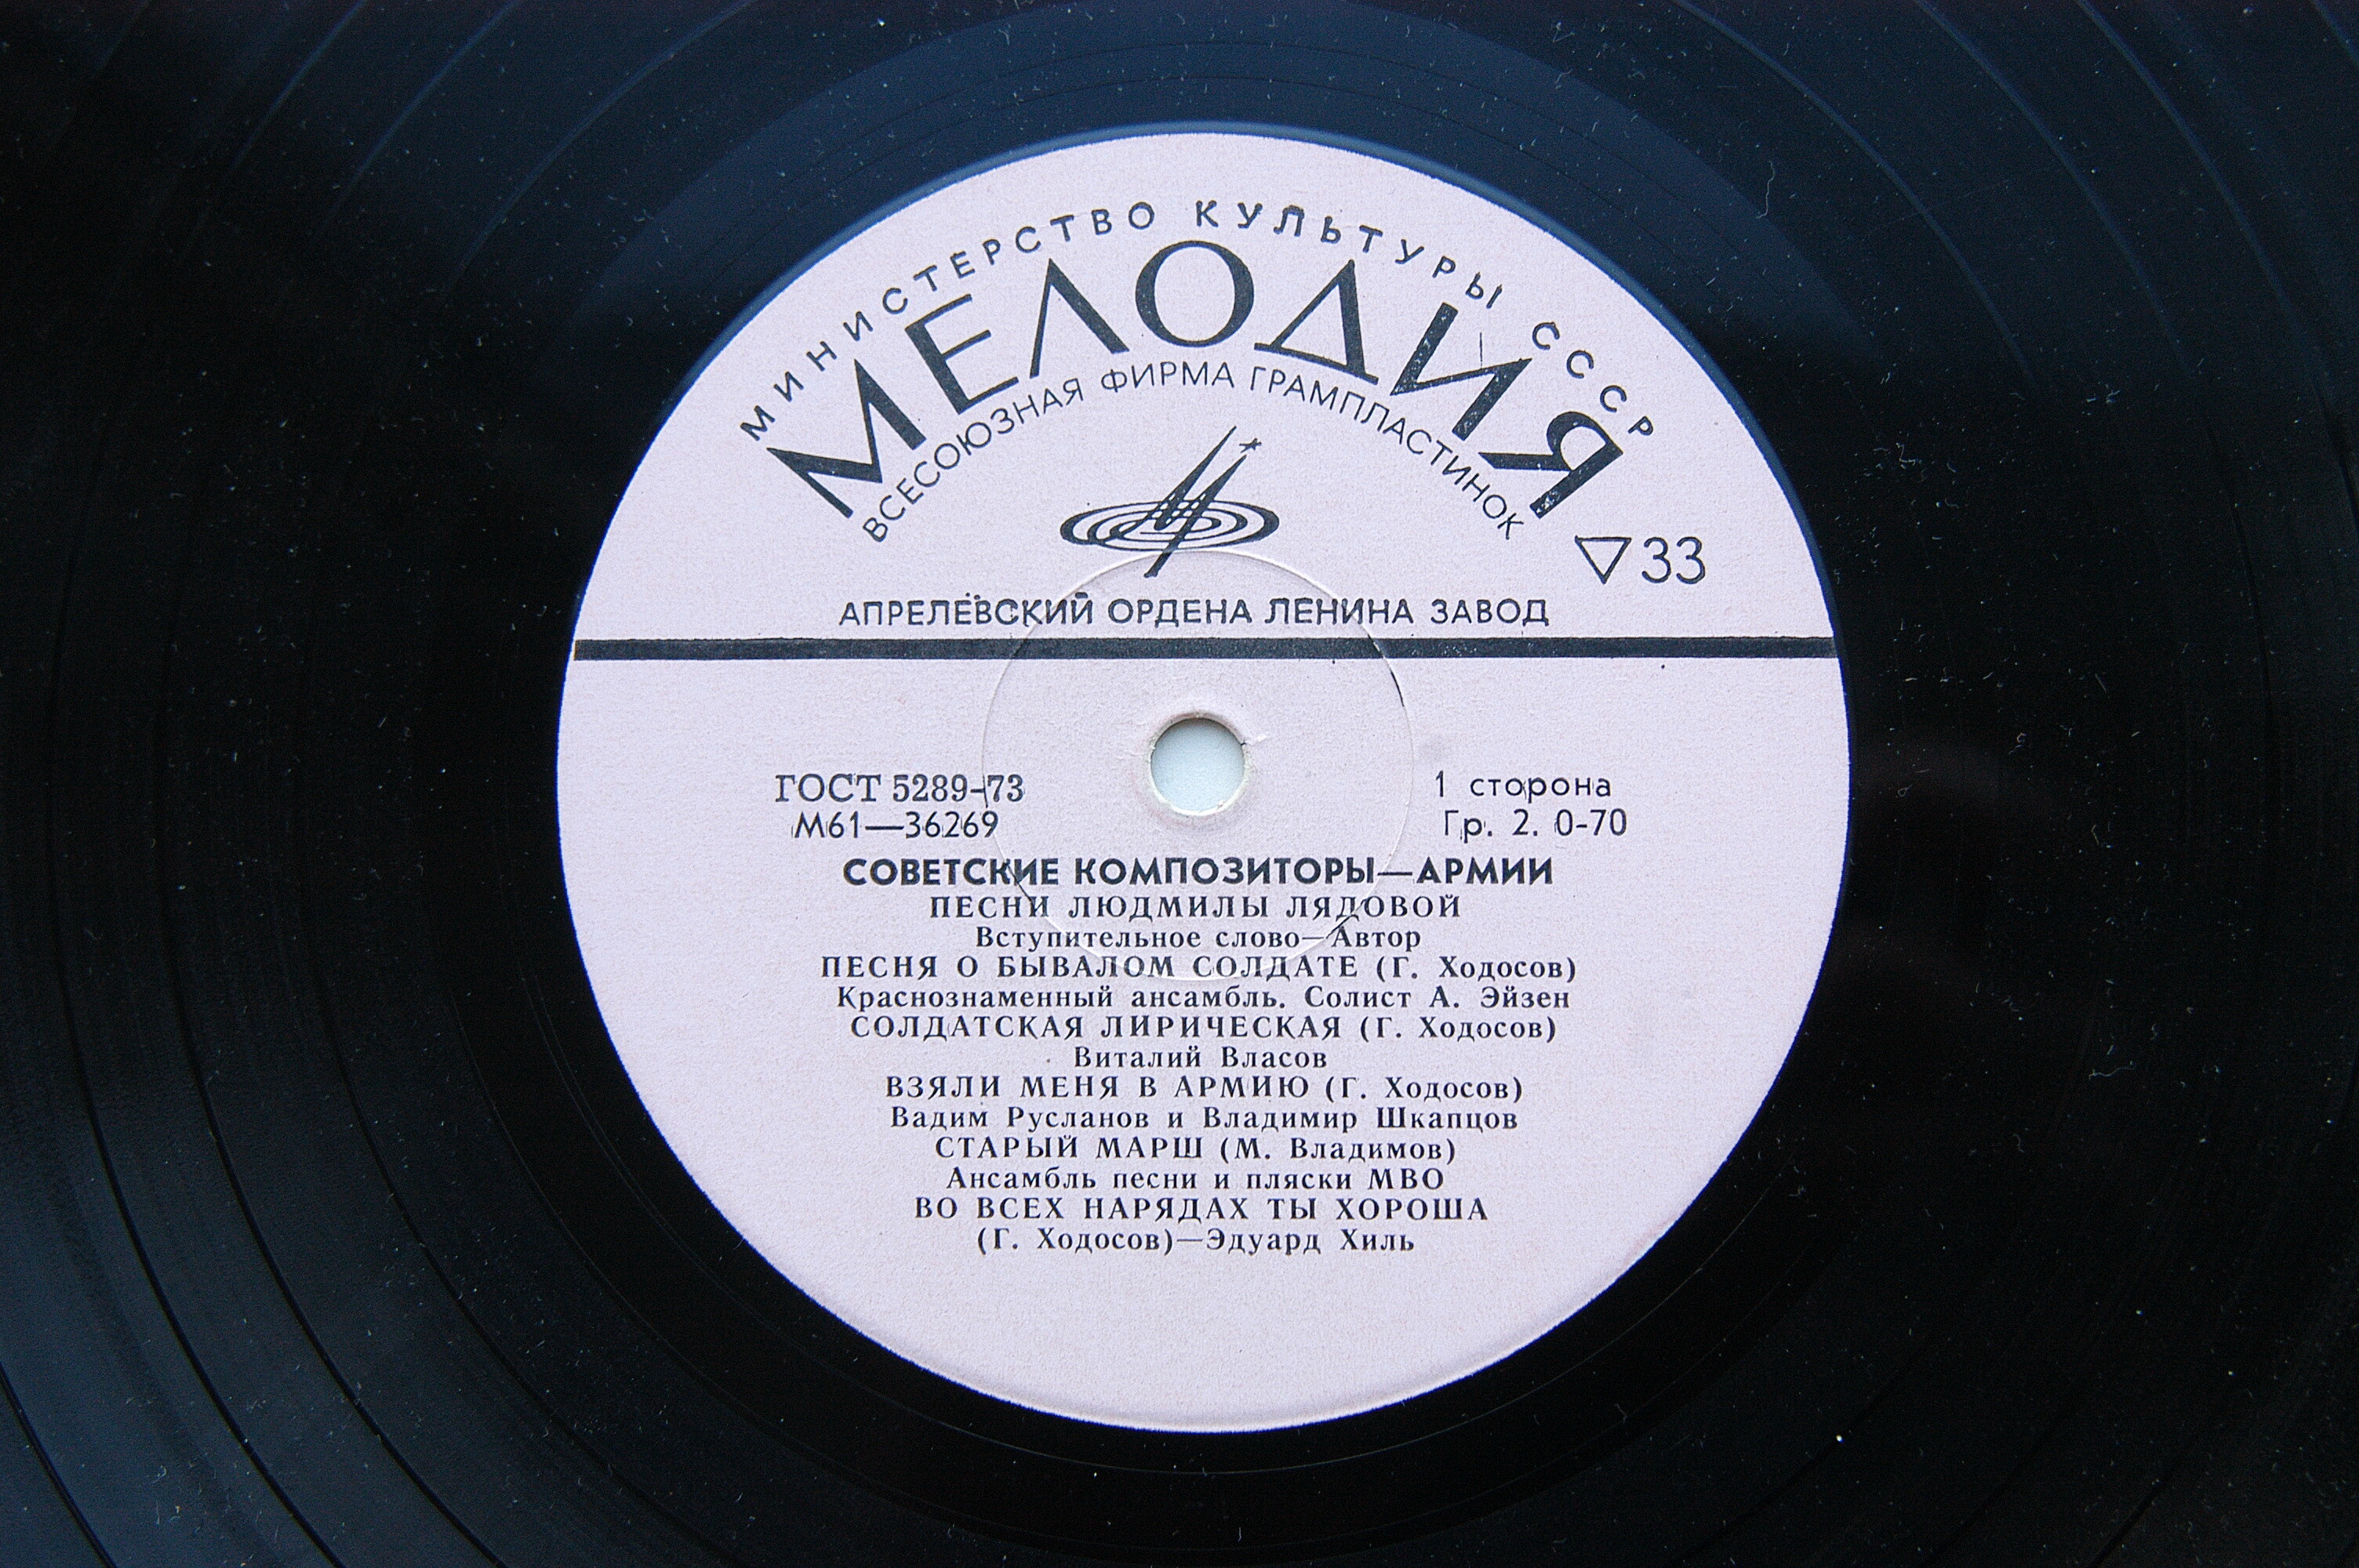 МИНИСТЕРСТВО КУЛЬТУРЫ СССР
МЕЛОДИЯ
ВСЕСОЮЗНАЯ ФИРМА ГРАМПЛАСТИНОК
▽33
АПРЕЛЕВСКИЙ ОРДЕНА ЛЕНИНА ЗАВОД
ГОСТ 5289-73
1 сторона
М61—36269
Гр. 2. 0-70
СОВЕТСКИЕ КОМПОЗИТОРЫ—АРМИИ
ПЕСНИ ЛЮДМИЛЫ ЛЯДОВОЙ
Вступительное слово—Автор
ПЕСНЯ О БЫВАЛОМ СОЛДАТЕ (Г. Ходосов)
Краснознаменный ансамбль. Солист А. Эйзен
СОЛДАТСКАЯ ЛИРИЧЕСКАЯ (Г. Ходосов)
Виталий Власов
ВЗЯЛИ МЕНЯ В АРМИЮ (Г. Ходосов)
Вадим Русланов и Владимир Шкапцов
СТАРЫЙ МАРШ (М. Владимов)
Ансамбль песни и пляски МВО
ВО ВСЕХ НАРЯДАХ ТЫ ХОРОША
(Г. Ходосов)—Эдуард Хиль